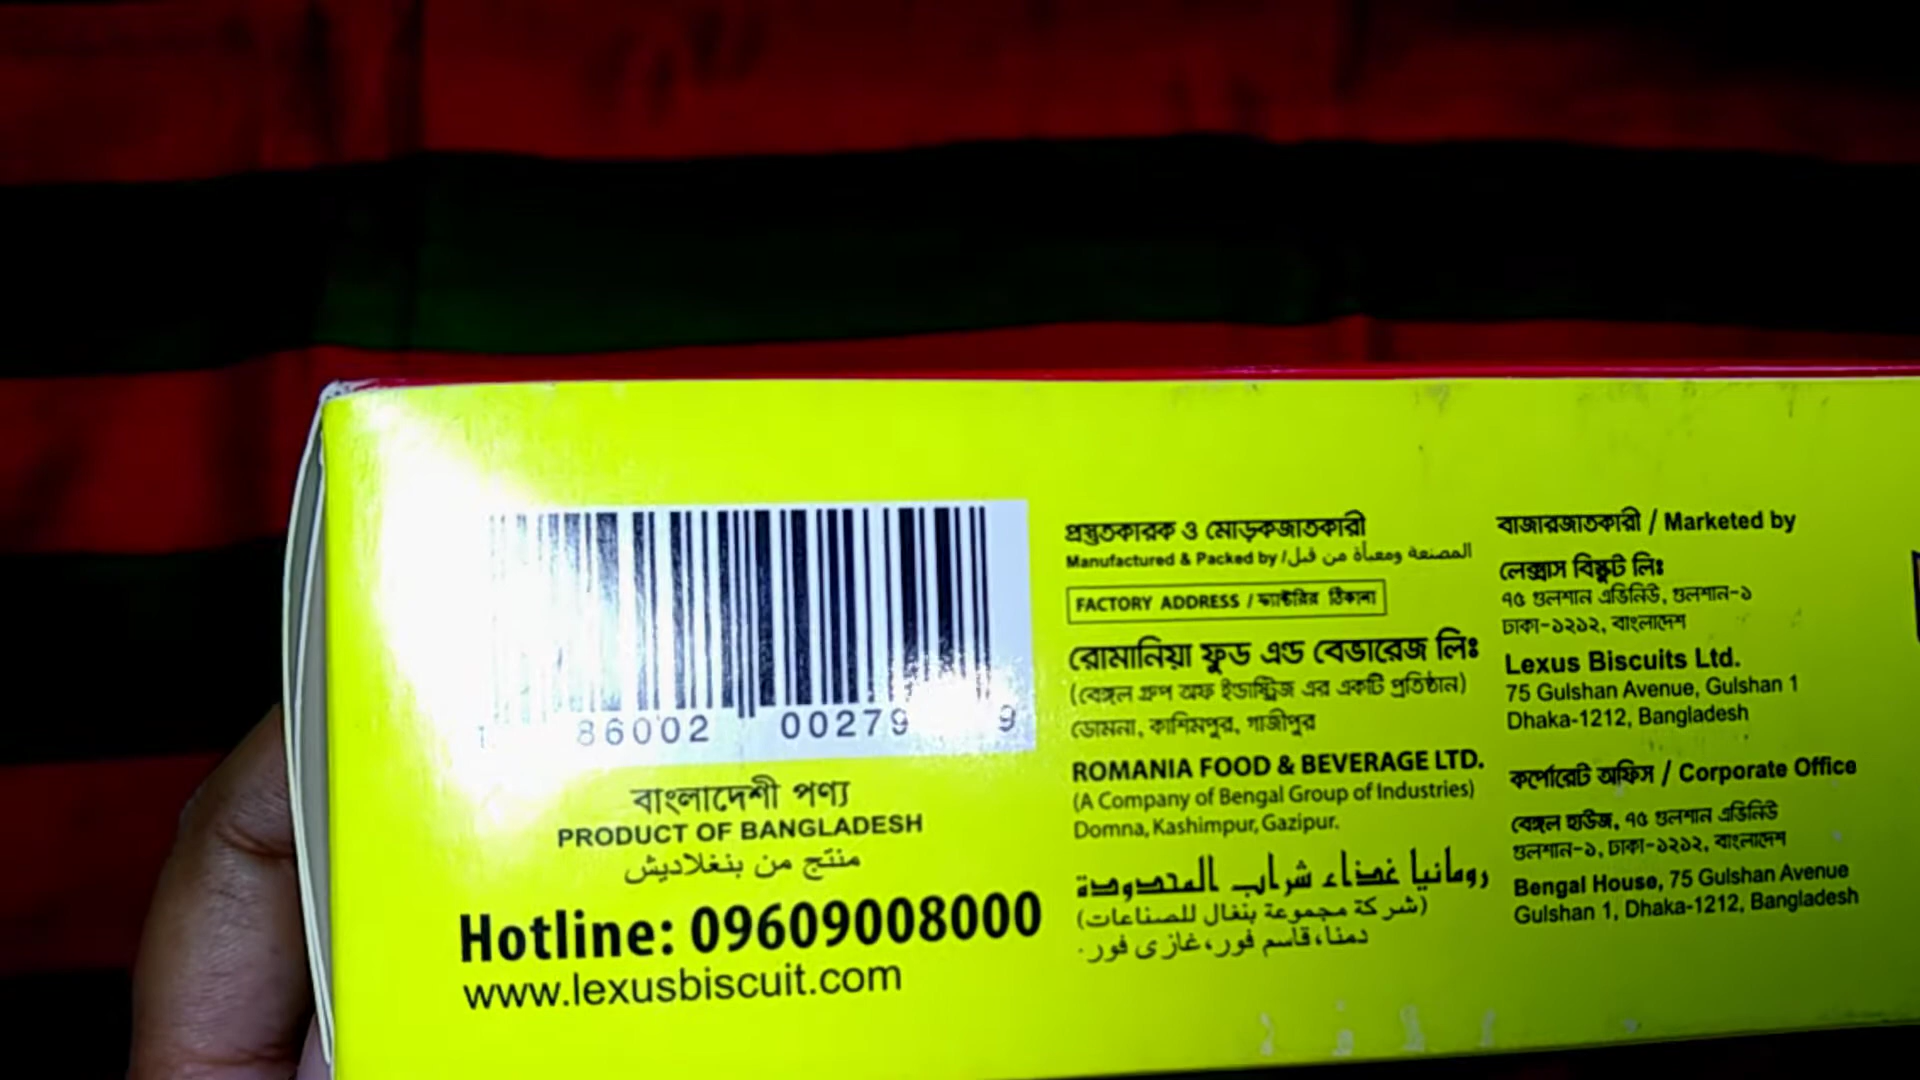 86002 00279 9
বাংলাদেশী পণ্য
PRODUCT OF BANGLADESH
منتج من بنغلاديش
Hotline: 09609008000
www.lexusbiscuit.com
প্রস্তুতকারক ও মোড়কজাতকারী
Manufactured & Packed by / المصنعة ومعبأة من قبل
FACTORY ADDRESS / ফ্যাক্টরির ঠিকানা
রোমানিয়া ফুড এন্ড বেভারেজ লিঃ
(বেঙ্গল গ্রুপ অফ ইন্ডাস্ট্রিজ এর একটি প্রতিষ্ঠান)
ডোমনা, কাশিমপুর, গাজীপুর
ROMANIA FOOD & BEVERAGE LTD.
(A Company of Bengal Group of Industries)
Domna, Kashimpur, Gazipur.
رومانيا غذاء شراب المحدودة
(شركة مجموعة بنغال للصناعات)
دمنا، قاسم فور، غازى فور.
বাজারজাতকারী / Marketed by
লেক্সাস বিস্কুট লিঃ
৭৫ গুলশান এভিনিউ, গুলশান-১
ঢাকা-১২১২, বাংলাদেশ
Lexus Biscuits Ltd.
75 Gulshan Avenue, Gulshan 1
Dhaka-1212, Bangladesh
কর্পোরেট অফিস / Corporate Office
বেঙ্গল হাউজ, ৭৫ গুলশান এভিনিউ
গুলশান-১, ঢাকা-১২১২, বাংলাদেশ
Bengal House, 75 Gulshan Avenue
Gulshan 1, Dhaka-1212, Bangladesh